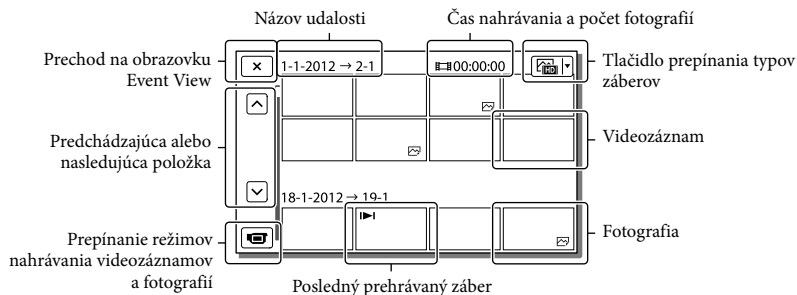 Názov udalosti
Čas nahrávania a počet fotografií
Prechod na obrazovku
Event View
1-1-2012 → 2-1
00:00:00
HD
Tlačidlo prepínania typov
záberov
Predchádzajúca alebo
nasledujúca položka
Videozáznam
18-1-2012 → 19-1
Prepínanie režimov
nahrávania videozáznamov
a fotografií
Fotografia
Posledný prehrávaný záber